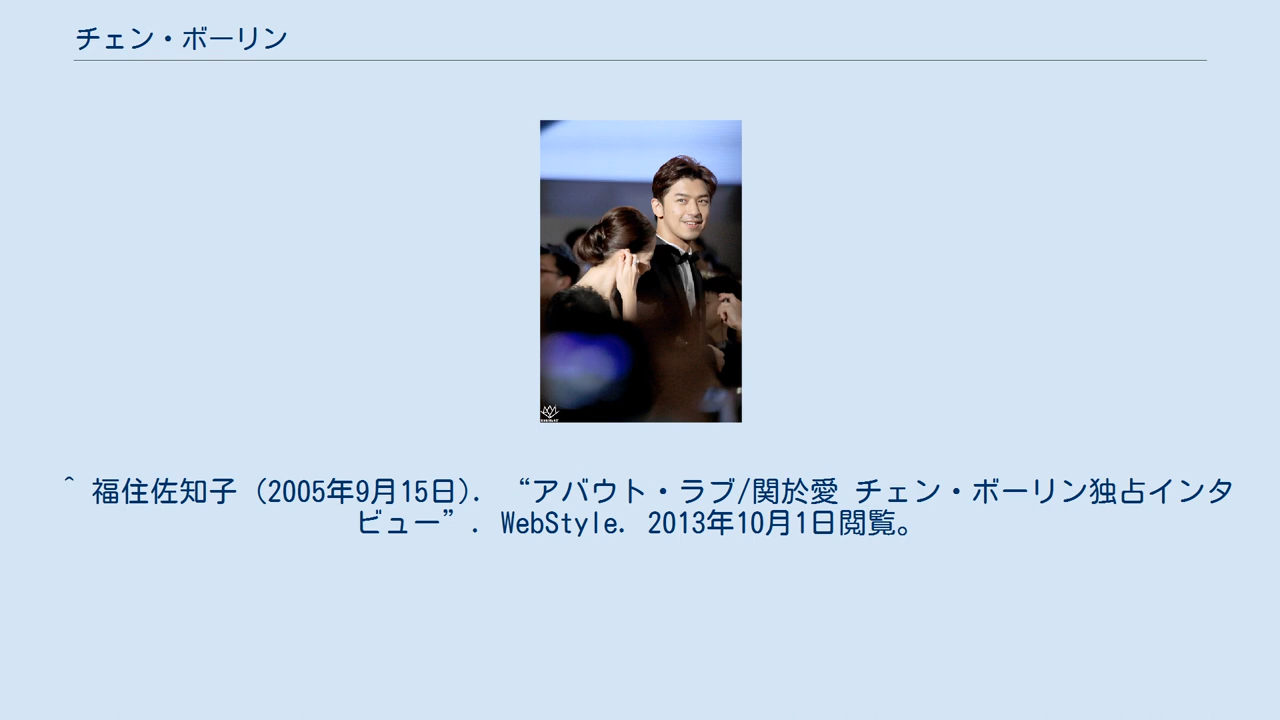 チェン・ボーリン
^ 福住佐知子 (2005年9月15日). “アバウト・ラブ/関於愛 チェン・ボーリン独占インタ
ビュー”. WebStyle. 2013年10月1日閲覧。